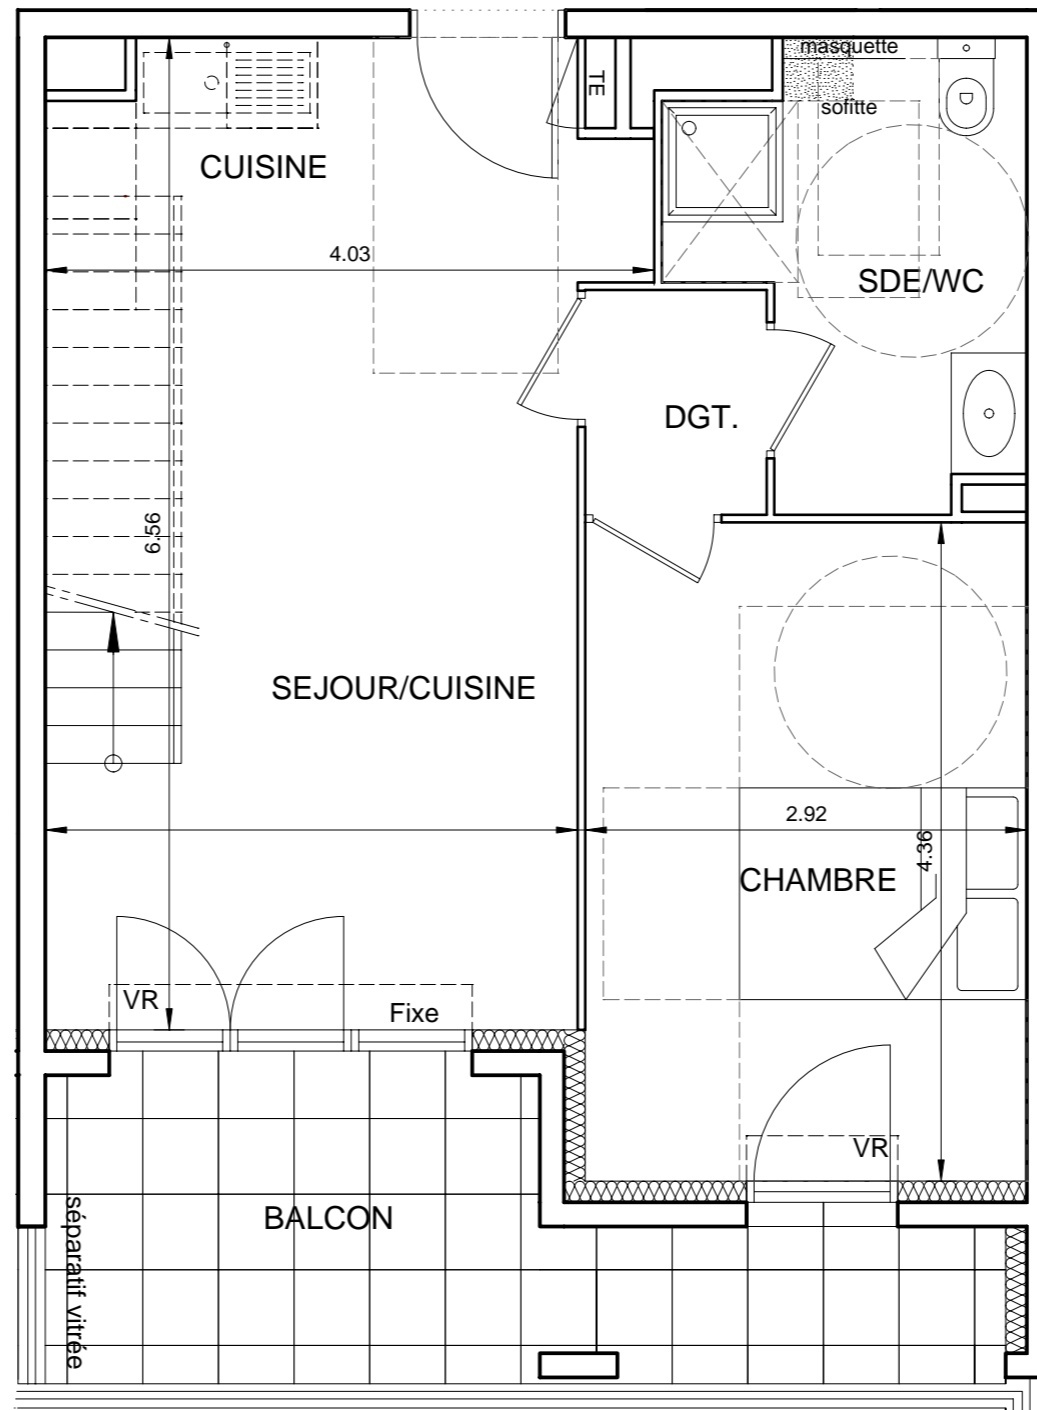 masquette
TE
sofitte
CUISINE
4.03
SDE/WC
DGT.
6.56
SEJOUR/CUISINE
2.92
4.36
CHAMBRE
VR
Fixe
VR
BALCON
séparatif vitrée